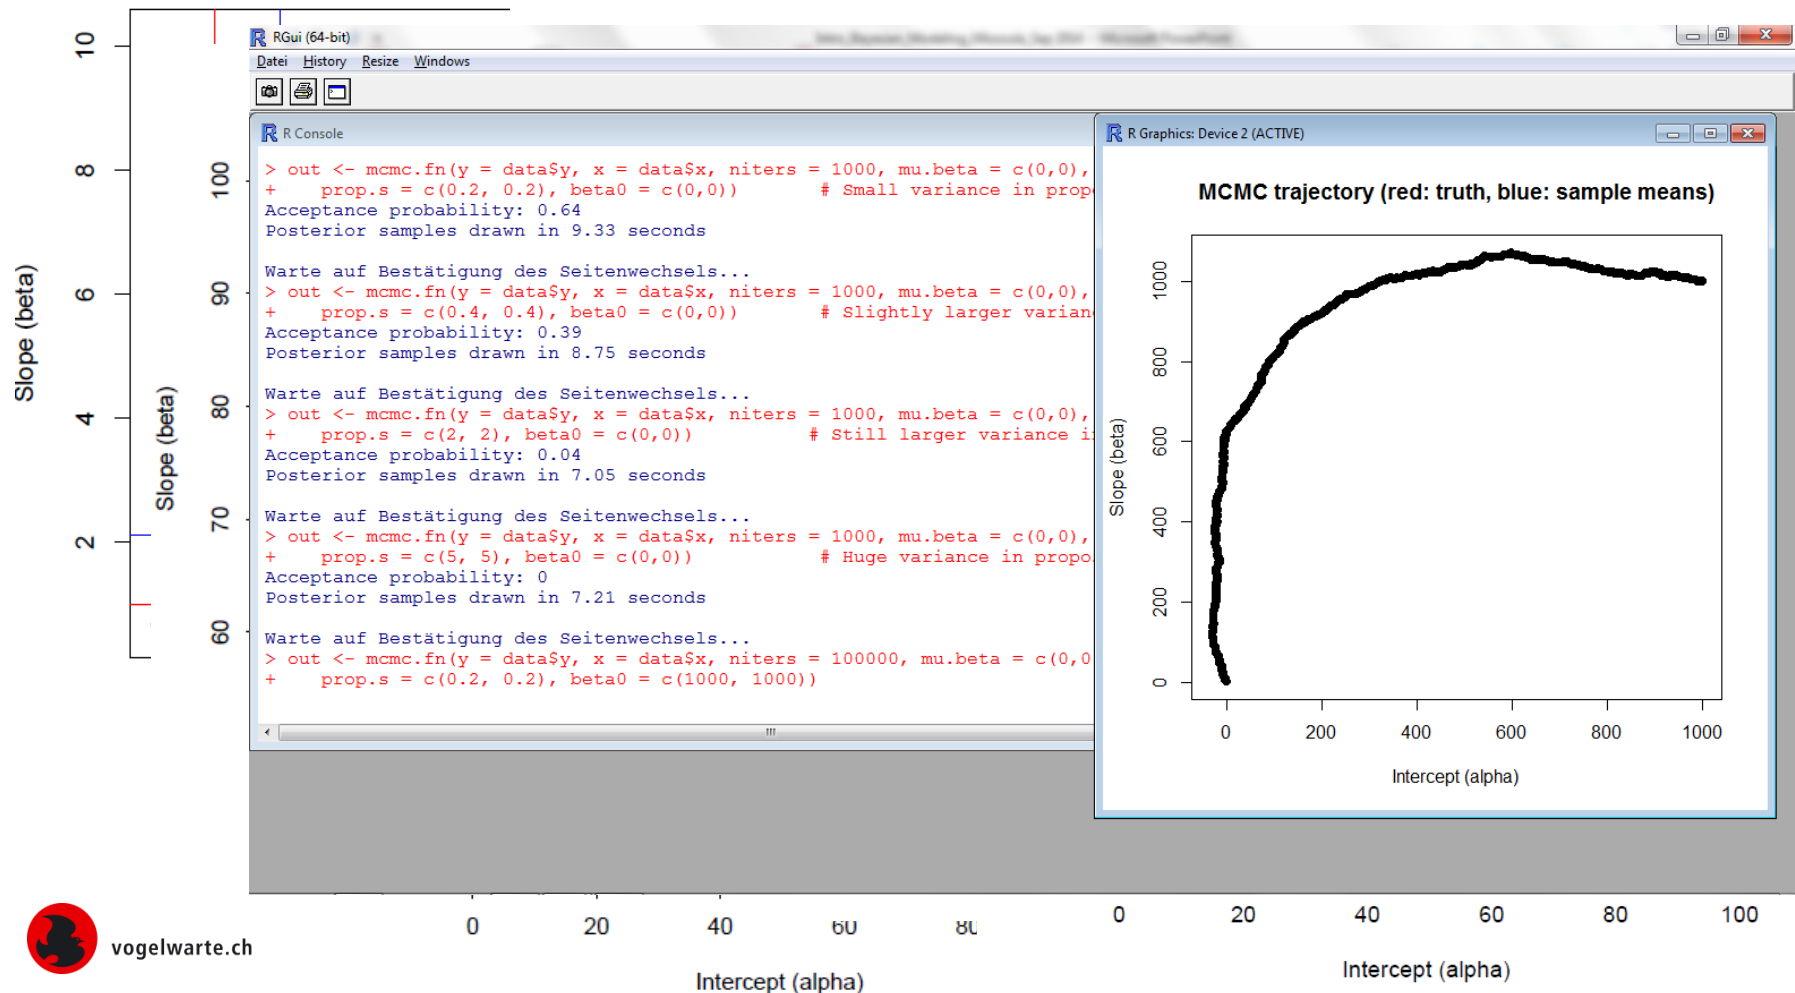 RGui (64-bit)
Datei History Resize Windows
R Console
> out <- mcmc.fn(y = data$y, x = data$x, niters = 1000, mu.beta = c(0,0),
+ prop.s = c(0.2, 0.2), beta0 = c(0,0)) # Small variance in prop
Acceptance probability: 0.64
Posterior samples drawn in 9.33 seconds
Warte auf Bestätigung des Seitenwechsels...
> out <- mcmc.fn(y = data$y, x = data$x, niters = 1000, mu.beta = c(0,0),
+ prop.s = c(0.4, 0.4), beta0 = c(0,0)) # Slightly larger varian
Acceptance probability: 0.39
Posterior samples drawn in 8.75 seconds
Warte auf Bestätigung des Seitenwechsels...
> out <- mcmc.fn(y = data$y, x = data$x, niters = 1000, mu.beta = c(0,0),
+ prop.s = c(2, 2), beta0 = c(0,0)) # Still larger variance i
Acceptance probability: 0.04
Posterior samples drawn in 7.05 seconds
Warte auf Bestätigung des Seitenwechsels...
> out <- mcmc.fn(y = data$y, x = data$x, niters = 1000, mu.beta = c(0,0),
+ prop.s = c(5, 5), beta0 = c(0,0)) # Huge variance in propo
Acceptance probability: 0
Posterior samples drawn in 7.21 seconds
Warte auf Bestätigung des Seitenwechsels...
> out <- mcmc.fn(y = data$y, x = data$x, niters = 100000, mu.beta = c(0,0
+ prop.s = c(0.2, 0.2), beta0 = c(1000, 1000))
R Graphics: Device 2 (ACTIVE)
MCMC trajectory (red: truth, blue: sample means)
1000
800
600
400
200
0
Slope (beta)
0 200 400 600 800 1000
Intercept (alpha)
10
8
6
4
2
Slope (beta)
100
90
80
70
60
Slope (beta)
0 20 40 60 80
Intercept (alpha)
0 20 40 60 80 100
Intercept (alpha)
vogelwarte.ch